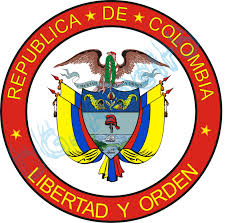 REPUBLICA ★ DE ★ COLOMBIA
★ LIBERTAD Y ORDEN ★